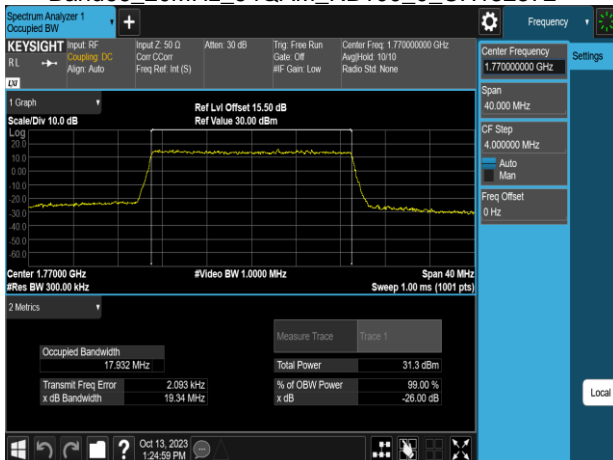 Spectrum Analyzer 1
Occupied BW
Frequency
KEYSIGHT
RL
LXI
Input: RF
Coupling: DC
Align: Auto
Input Z: 50 Ω
Corr CCorr
Freq Ref: Int (S)
Atten: 30 dB
Trig: Free Run
Gate: Off
#IF Gain: Low
Center Freq: 1.770000000 GHz
Avg|Hold: 10/10
Radio Std: None
Center Frequency
1.770000000 GHz
Settings
Span
40.000 MHz
CF Step
4.000000 MHz
Auto
Man
Freq Offset
0 Hz
Local
1 Graph
Scale/Div 10.0 dB
Ref Lvl Offset 15.50 dB
Ref Value 30.00 dBm
Log
20.0
10.0
0.00
-10.0
-20.0
-30.0
-40.0
-50.0
-60.0
Center 1.77000 GHz
#Video BW 1.0000 MHz
Span 40 MHz
#Res BW 300.00 kHz
Sweep 1.00 ms (1001 pts)
2 Metrics
Measure Trace
Trace 1
Occupied Bandwidth
17.932 MHz
Total Power
31.3 dBm
Transmit Freq Error
2.093 kHz
% of OBW Power
99.00 %
x dB Bandwidth
19.34 MHz
x dB
-26.00 dB
Oct 13, 2023
1:24:59 PM